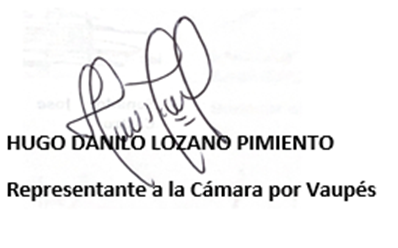 HUGO DANILO LOZANO PIMIENTO
Representante a la Cámara por Vaupés